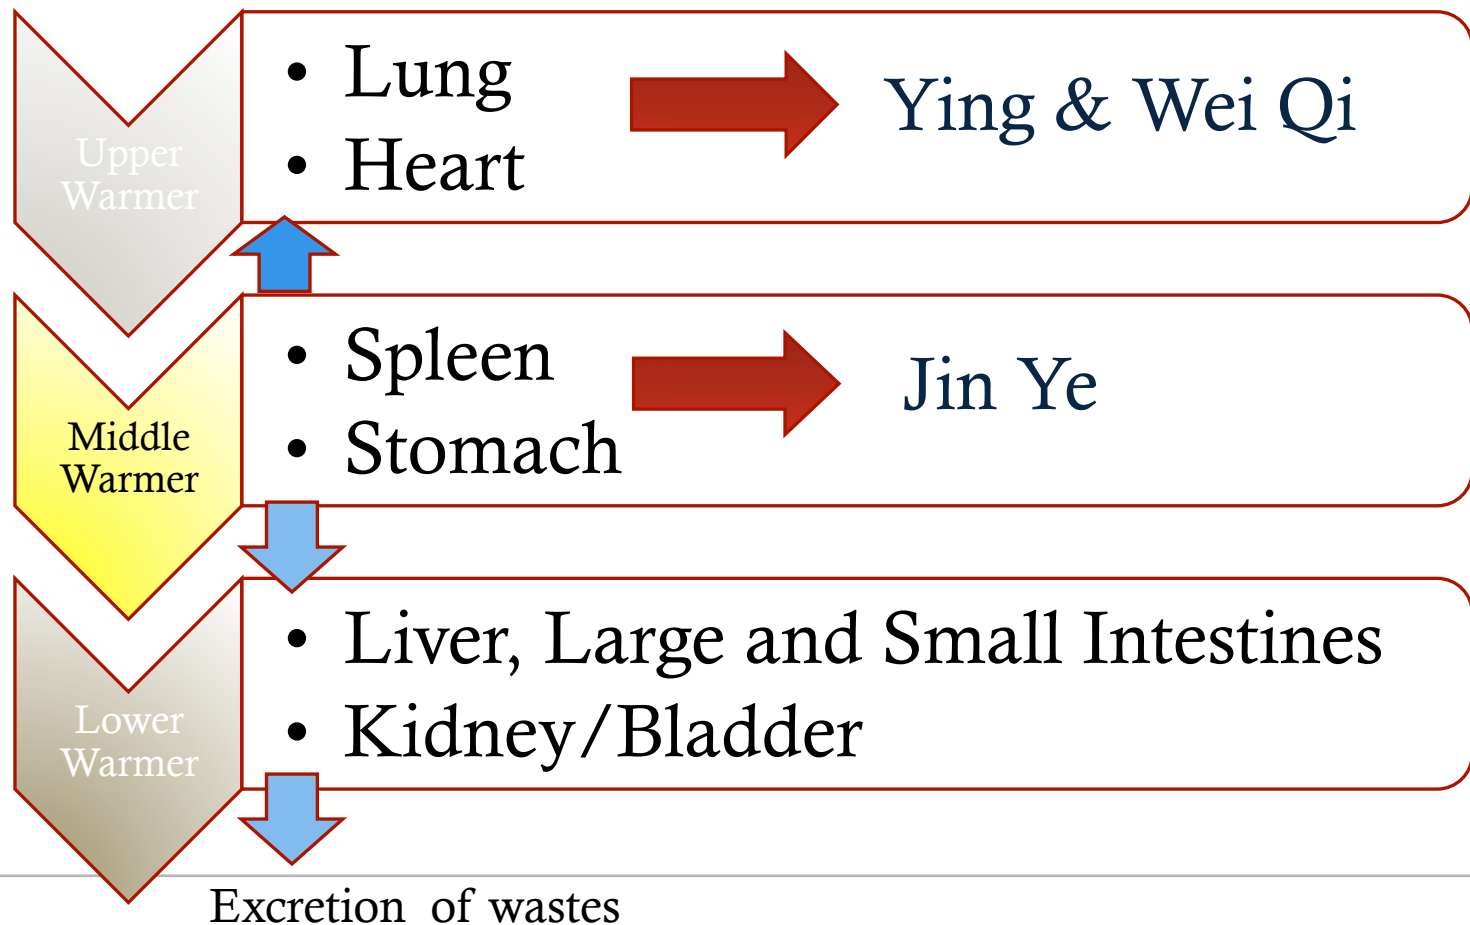 Upper
Warmer
• Lung
• Heart
Ying & Wei Qi
Middle
Warmer
• Spleen
• Stomach
Jin Ye
Lower
Warmer
• Liver, Large and Small Intestines
• Kidney/Bladder
Excretion of wastes